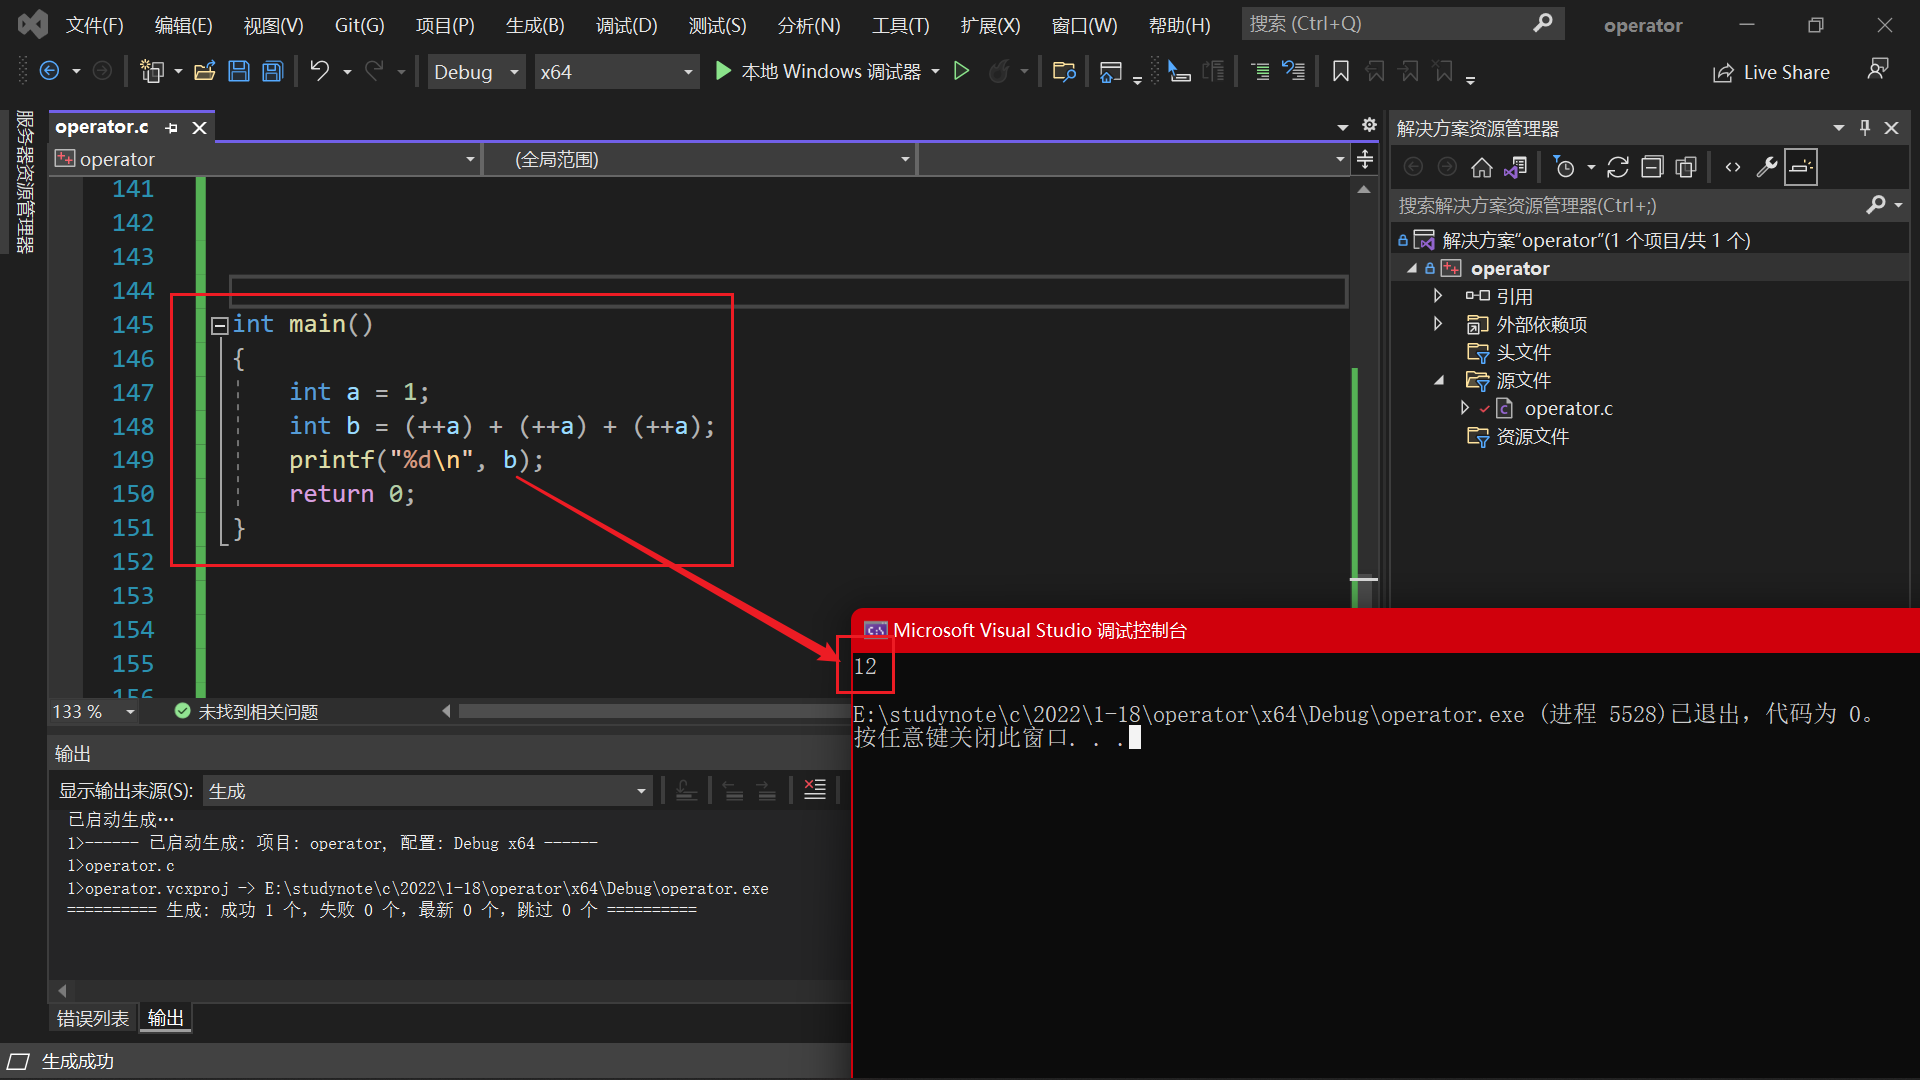 文件(F) 编辑(E) 视图(V) Git(G) 项目(P) 生成(B) 调试(D) 测试(S) 分析(N) 工具(T) 扩展(X) 窗口(W) 帮助(H) 搜索 (Ctrl+Q) operator
Debug x64 本地 Windows 调试器 Live Share
服务器资源管理器
operator.c
operator (全局范围)
141
142
143
144
145 int main()
146 {
147 int a = 1;
148 int b = (++a) + (++a) + (++a);
149 printf("%d\n", b);
150 return 0;
151 }
152
153
154
155
156
133 % 未找到相关问题
输出
显示输出来源(S): 生成
已启动生成…
1>------ 已启动生成: 项目: operator, 配置: Debug x64 ------
1>operator.c
1>operator.vcxproj -> E:\studynote\c\2022\1-18\operator\x64\Debug\operator.exe
========== 生成: 成功 1 个，失败 0 个，最新 0 个，跳过 0 个 ==========
错误列表 输出
生成成功
解决方案资源管理器
搜索解决方案资源管理器(Ctrl+;)
解决方案"operator"(1 个项目/共 1 个)
operator
引用
外部依赖项
头文件
源文件
operator.c
资源文件
Microsoft Visual Studio 调试控制台
12
E:\studynote\c\2022\1-18\operator\x64\Debug\operator.exe (进程 5528)已退出，代码为 0。
按任意键关闭此窗口. . .